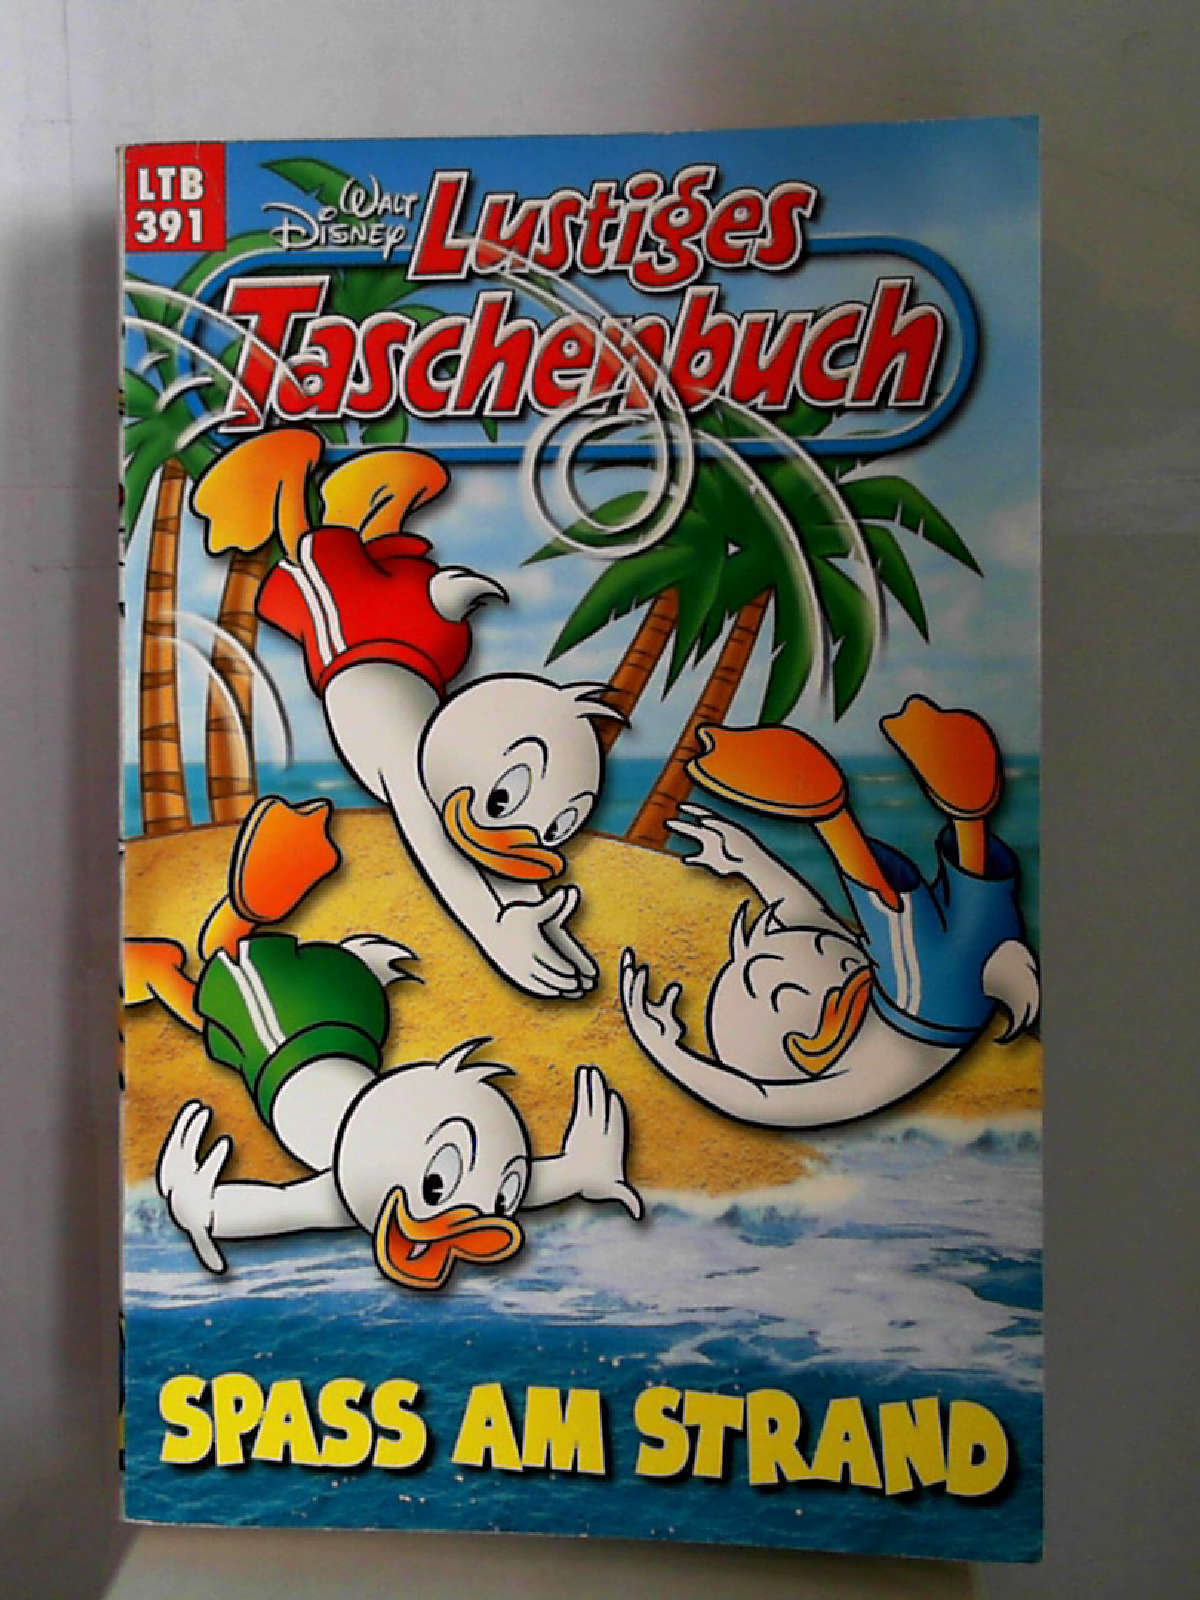 LTB
391
WALT
DISNEY
Lustiges
Taschenbuch
SPASS AM STRAND